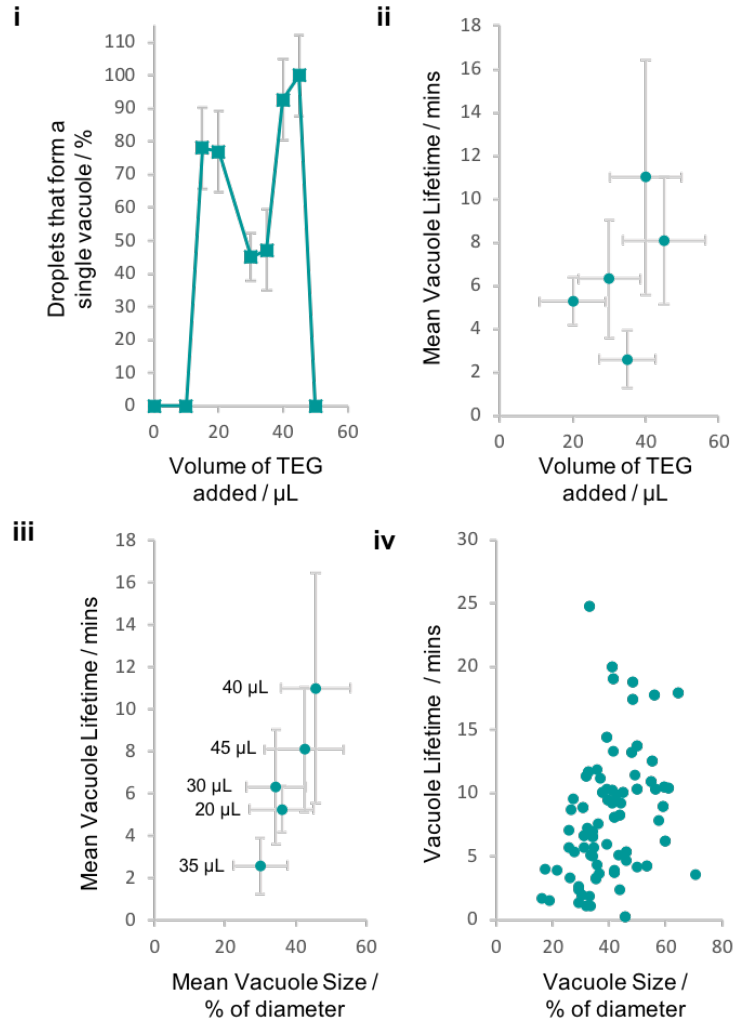 i
Droplets that form a
single vacuole / %
110
100
90
80
70
60
50
40
30
20
10
0
0 20 40 60
Volume of TEG
added / µL
ii
Mean Vacuole Lifetime / mins
18
16
14
12
10
8
6
4
2
0
0 20 40 60
Volume of TEG
added / µL
iii
Mean Vacuole Lifetime / mins
18
16
14
12
10
8
6
4
2
0
40 µL
45 µL
30 µL
20 µL
35 µL
0 20 40 60
Mean Vacuole Size /
% of diameter
iv
Vacuole Lifetime / mins
30
25
20
15
10
5
0
0 20 40 60 80
Vacuole Size /
% of diameter